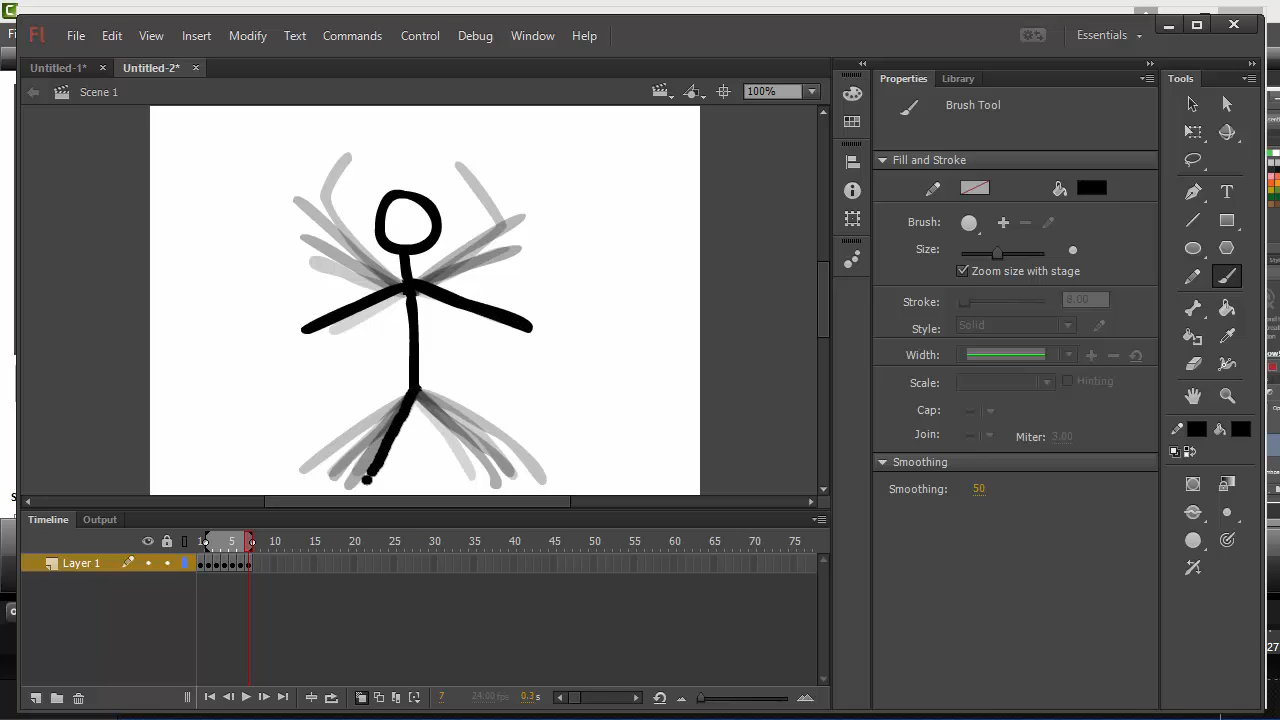 Fl File Edit View Insert Modify Text Commands Control Debug Window Help Essentials
Untitled-1* × Untitled-2* ×
Scene 1 100%
Properties Library Tools
Brush Tool
Fill and Stroke
Brush:
Size:
Zoom size with stage
Stroke: 8.00
Style: Solid
Width:
Scale: Hinting
Cap:
Join: Miter: 3.00
Smoothing
Smoothing: 50
Timeline Output
1 5 10 15 20 25 30 35 40 45 50 55 60 65 70 75
Layer 1
7 24.00 fps 0.3 s
27